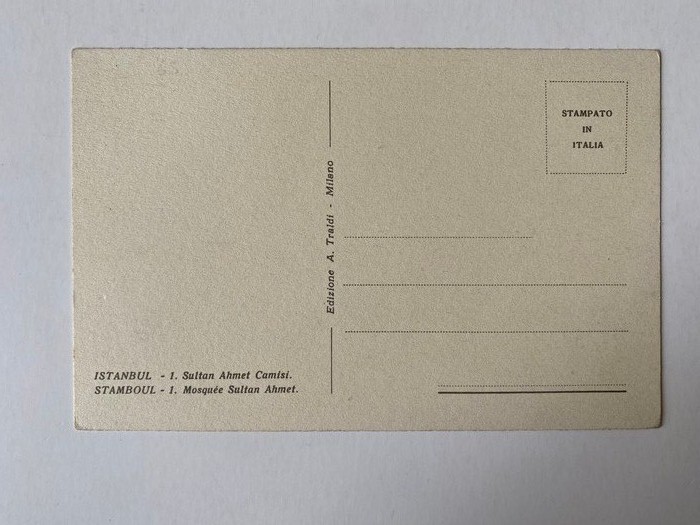 STAMPATO
IN
ITALIA
Edizione A. Traldi - Milano
ISTANBUL - 1. Sultan Ahmet Camisi.
STAMBOUL - 1. Mosquée Sultan Ahmet.